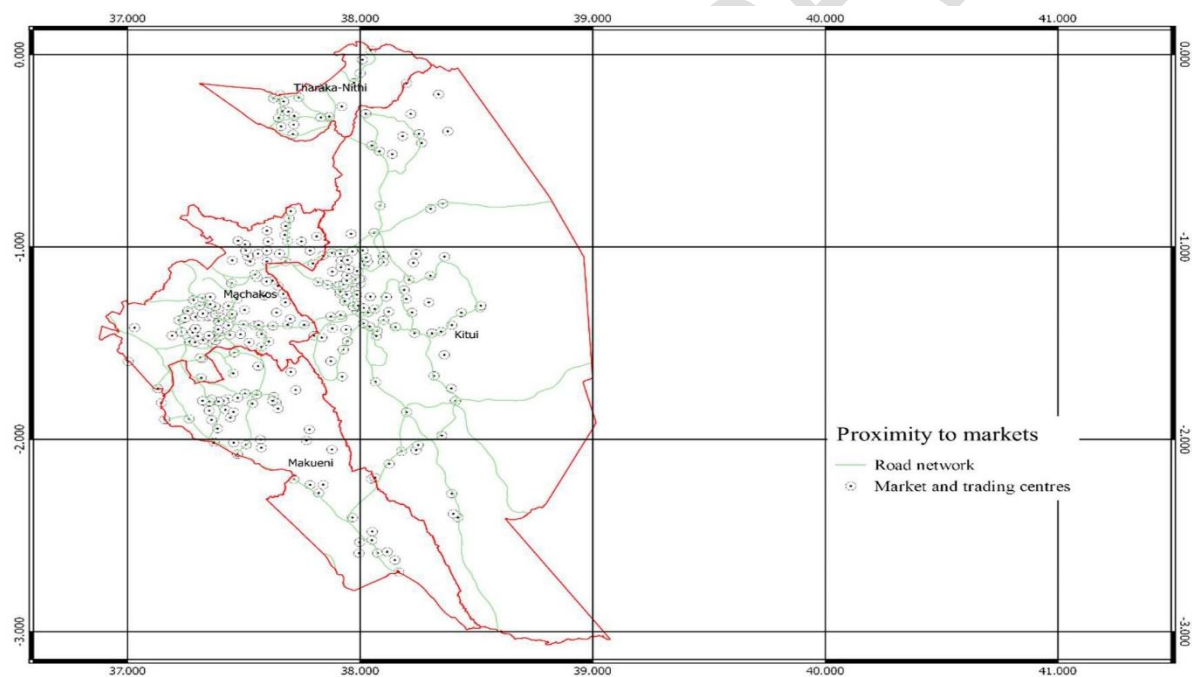 37.000 38.000 39.000 40.000 41.000
0.000 0.000
Tharaka-Nithi
-1.000 -1.000
Machakos
Kitui
Proximity to markets
-2.000 -2.000
Makueni
Road network
Market and trading centres
-3.000 -3.000
37.000 38.000 39.000 40.000 41.000